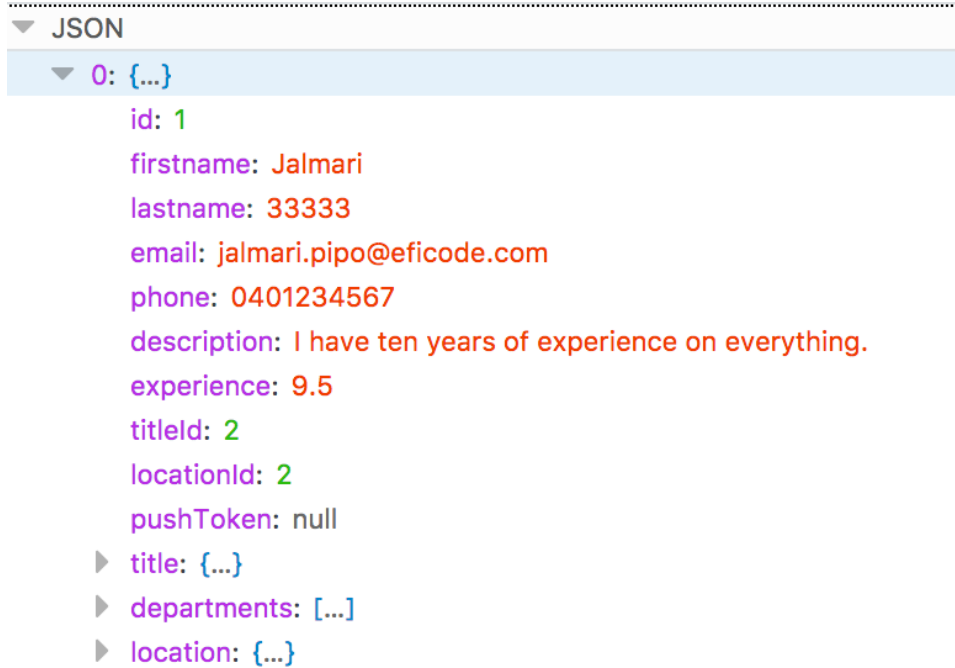 JSON
0: {…}
id: 1
firstname: Jalmari
lastname: 33333
email: jalmari.pipo@eficode.com
phone: 0401234567
description: I have ten years of experience on everything.
experience: 9.5
titleId: 2
locationId: 2
pushToken: null
title: {…}
departments: […]
location: {…}